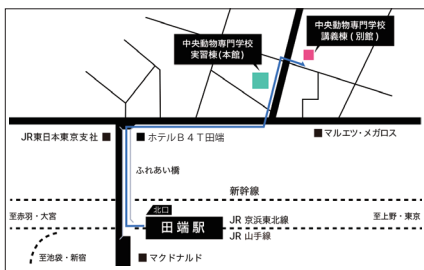 中央動物専門学校
講義棟(別館)
中央動物専門学校
実習棟(本館)
JR東日本東京支社
ホテルB4T田端
マルエツ・メガロス
ふれあい橋
新幹線
北口
至赤羽・大宮
田端駅
JR 京浜東北線
至上野・東京
JR 山手線
至池袋・新宿
マクドナルド